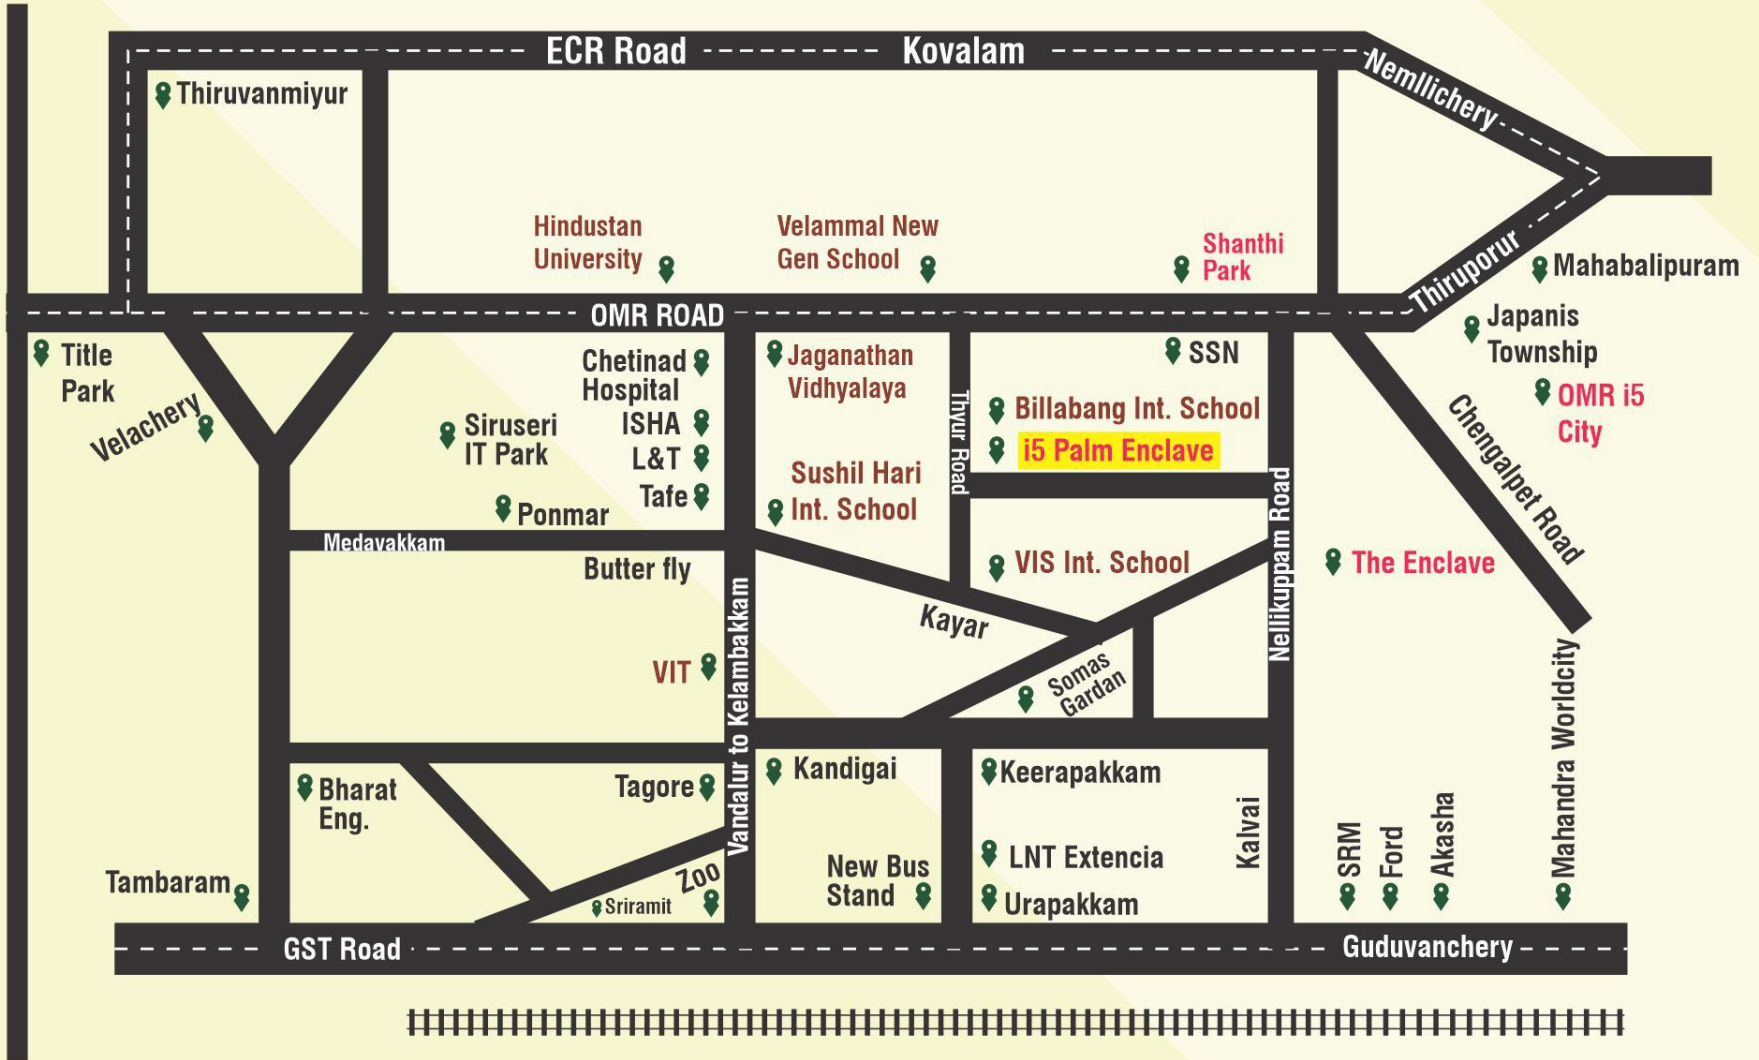 ECR Road
Kovalam
Nemllichery
Thiruvanmiyur
Hindustan
University
Velammal New
Gen School
Shanthi
Park
Thiruporur
Mahabalipuram
OMR ROAD
Title
Park
Velachery
Chetinad
Hospital
ISHA
L&T
Tafe
Siruseri
IT Park
Ponmar
Jaganathan
Vidhyalaya
Sushil Hari
Int. School
Thyur Road
SSN
Billabang Int. School
i5 Palm Enclave
VIS Int. School
Nellikuppam Road
Japanis
Township
OMR i5
City
Chengalpet Road
The Enclave
Medavakkam
Butter fly
Kayar
VIT
Vandalur to Kelambakkam
Somas
Gardan
Mahandra Worldcity
Bharat
Eng.
Tagore
Kandigai
Keerapakkam
Kalvai
SRM
Ford
Akasha
Tambaram
Zoo
Sriramit
New Bus
Stand
LNT Extencia
Urapakkam
GST Road
Guduvanchery